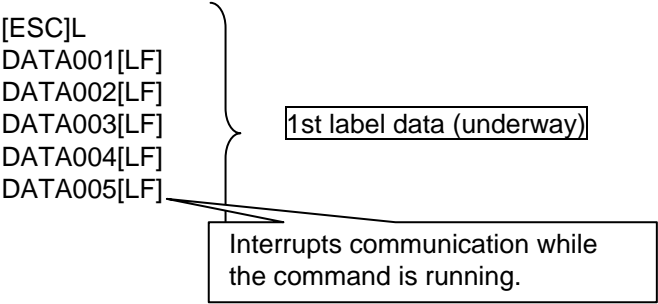 [ESC]L
DATA001[LF]
DATA002[LF]
DATA003[LF]
DATA004[LF]
DATA005[LF]
1st label data (underway)
Interrupts communication while
the command is running.